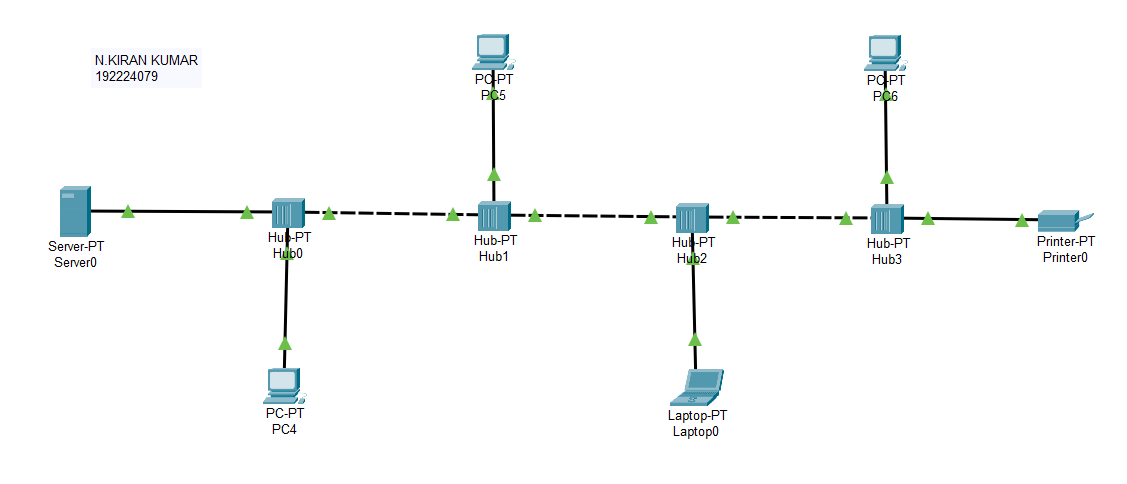 N.KIRAN KUMAR
192224079
PC-PT
PC5
PC-PT
PC6
Server-PT
Server0
Hub-PT
Hub0
Hub-PT
Hub1
Hub-PT
Hub2
Hub-PT
Hub3
Printer-PT
Printer0
PC-PT
PC4
Laptop-PT
Laptop0